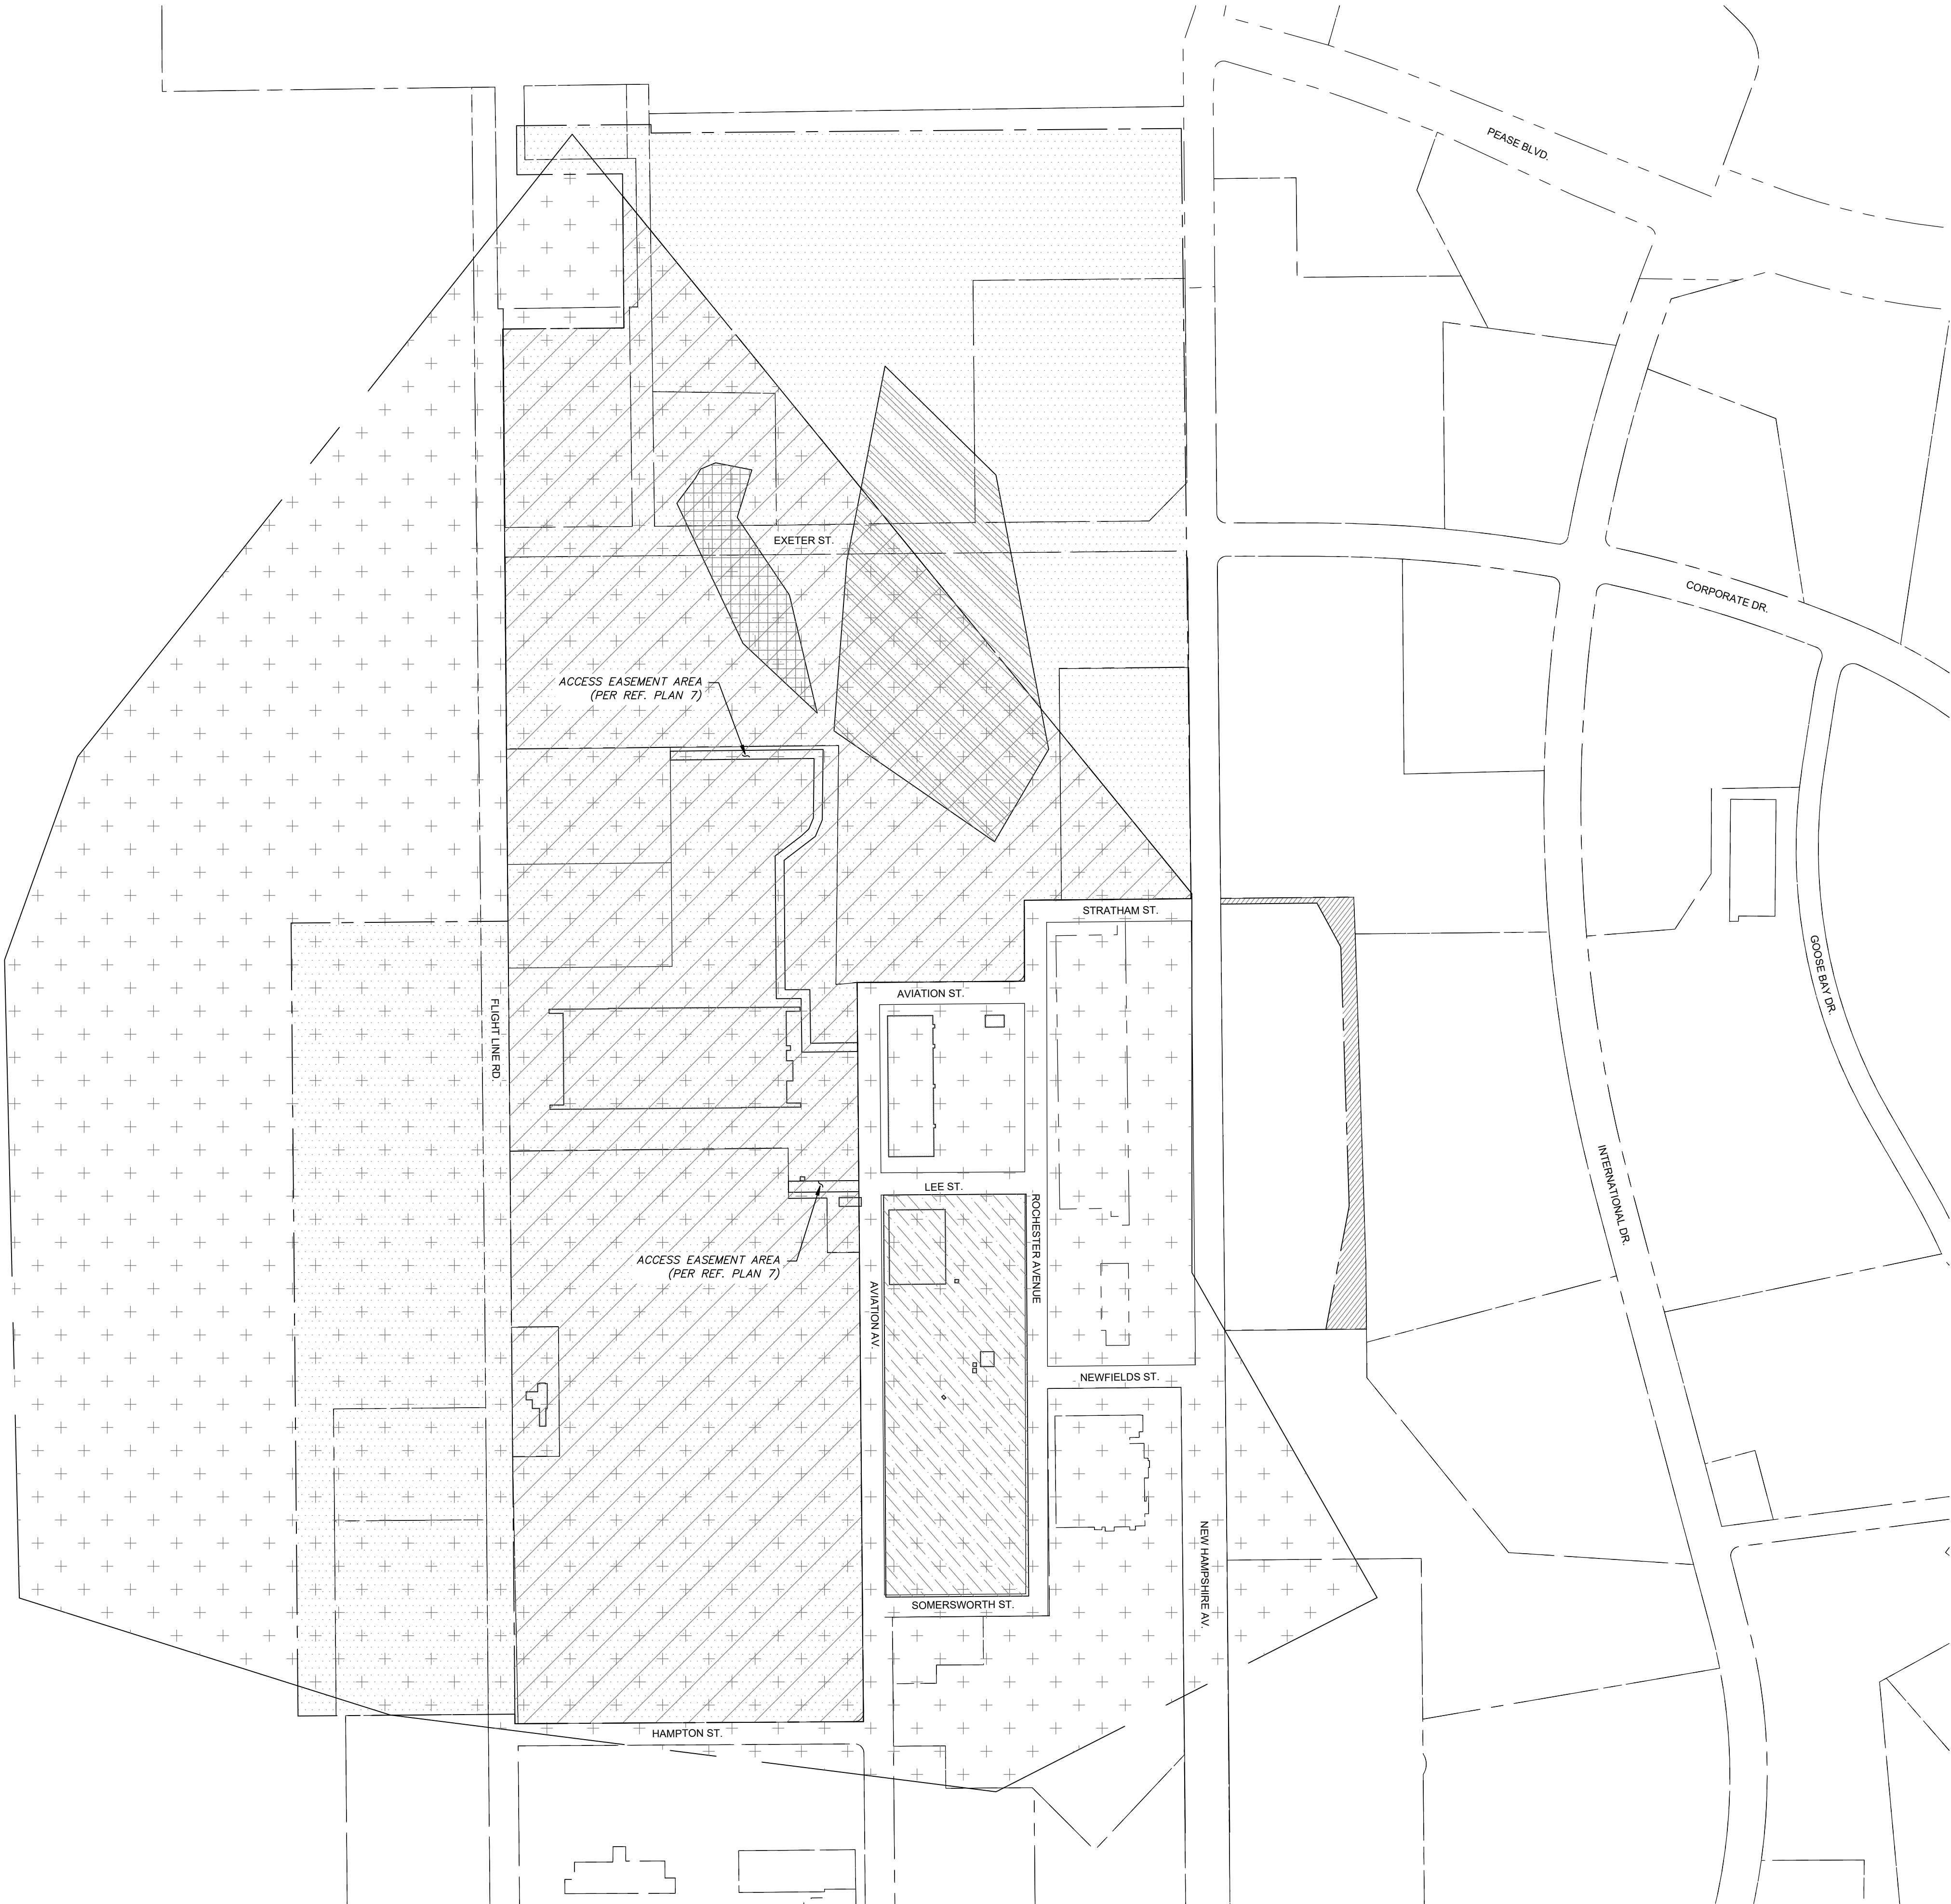 PEASE BLVD.
EXETER ST.
CORPORATE DR.
ACCESS EASEMENT AREA
(PER REF. PLAN 7)
STRATHAM ST.
GOOSE BAY DR.
AVIATION ST.
FLIGHT LINE RD.
LEE ST.
ROCHESTER AVENUE
INTERNATIONAL DR.
ACCESS EASEMENT AREA
(PER REF. PLAN 7)
AVIATION AV.
NEWFIELDS ST.
NEW HAMPSHIRE AV.
SOMERSWORTH ST.
HAMPTON ST.